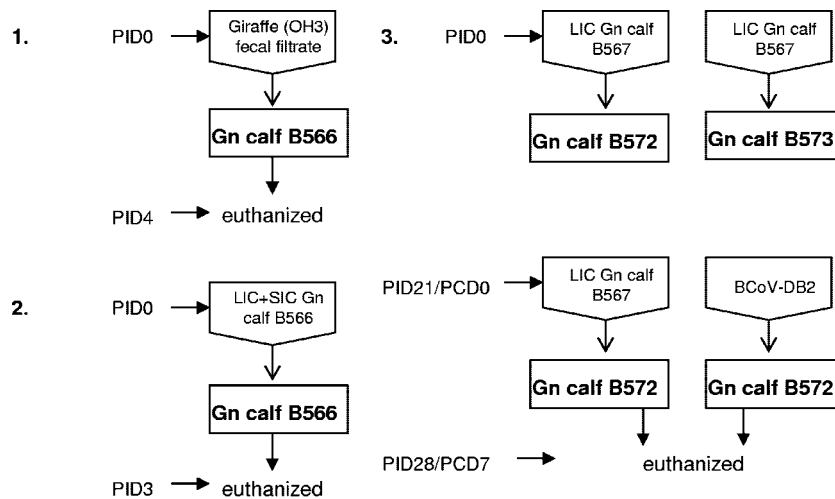 1.
PID0
Giraffe (OH3)
fecal filtrate
Gn calf B566
PID4
euthanized
2.
PID0
LIC+SIC Gn
calf B566
Gn calf B566
PID3
euthanized
3.
PID0
LIC Gn calf
B567
LIC Gn calf
B567
Gn calf B572
Gn calf B573
PID21/PCD0
LIC Gn calf
B567
BCoV-DB2
Gn calf B572
Gn calf B572
PID28/PCD7
euthanized